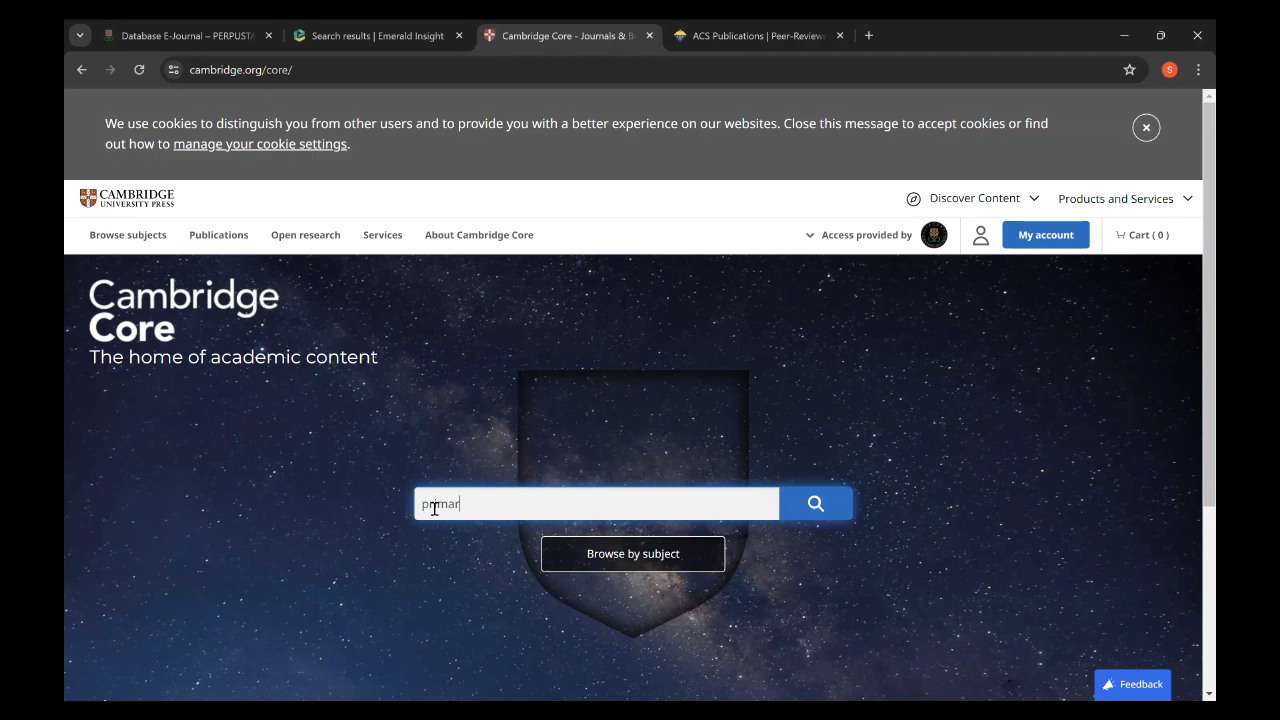 Database E-Journal – PERPUSTA
Search results | Emerald Insight
Cambridge Core - Journals & B
ACS Publications | Peer-Review
S
cambridge.org/core/
We use cookies to distinguish you from other users and to provide you with a better experience on our websites. Close this message to accept cookies or find
out how to manage your cookie settings.
CAMBRIDGE
UNIVERSITY PRESS
Discover Content
Products and Services
Browse subjects
Publications
Open research
Services
About Cambridge Core
Access provided by
My account
Cart ( 0 )
Cambridge
Core
The home of academic content
primar
Browse by subject
Feedback